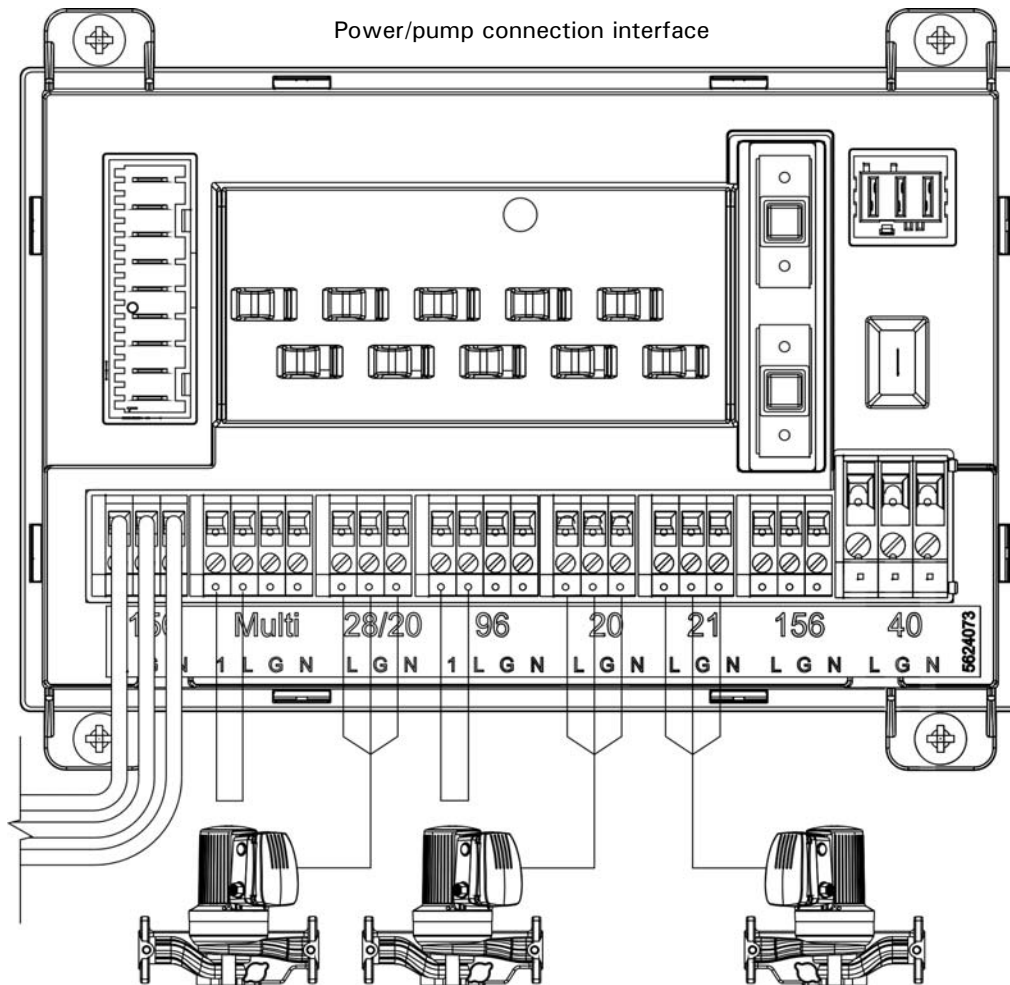 Power/pump connection interface
Multi 28/20 96 20 21 156 40
L G N 1 L G N L G N 1 L G N L G N L G N L G N L G N
5624073